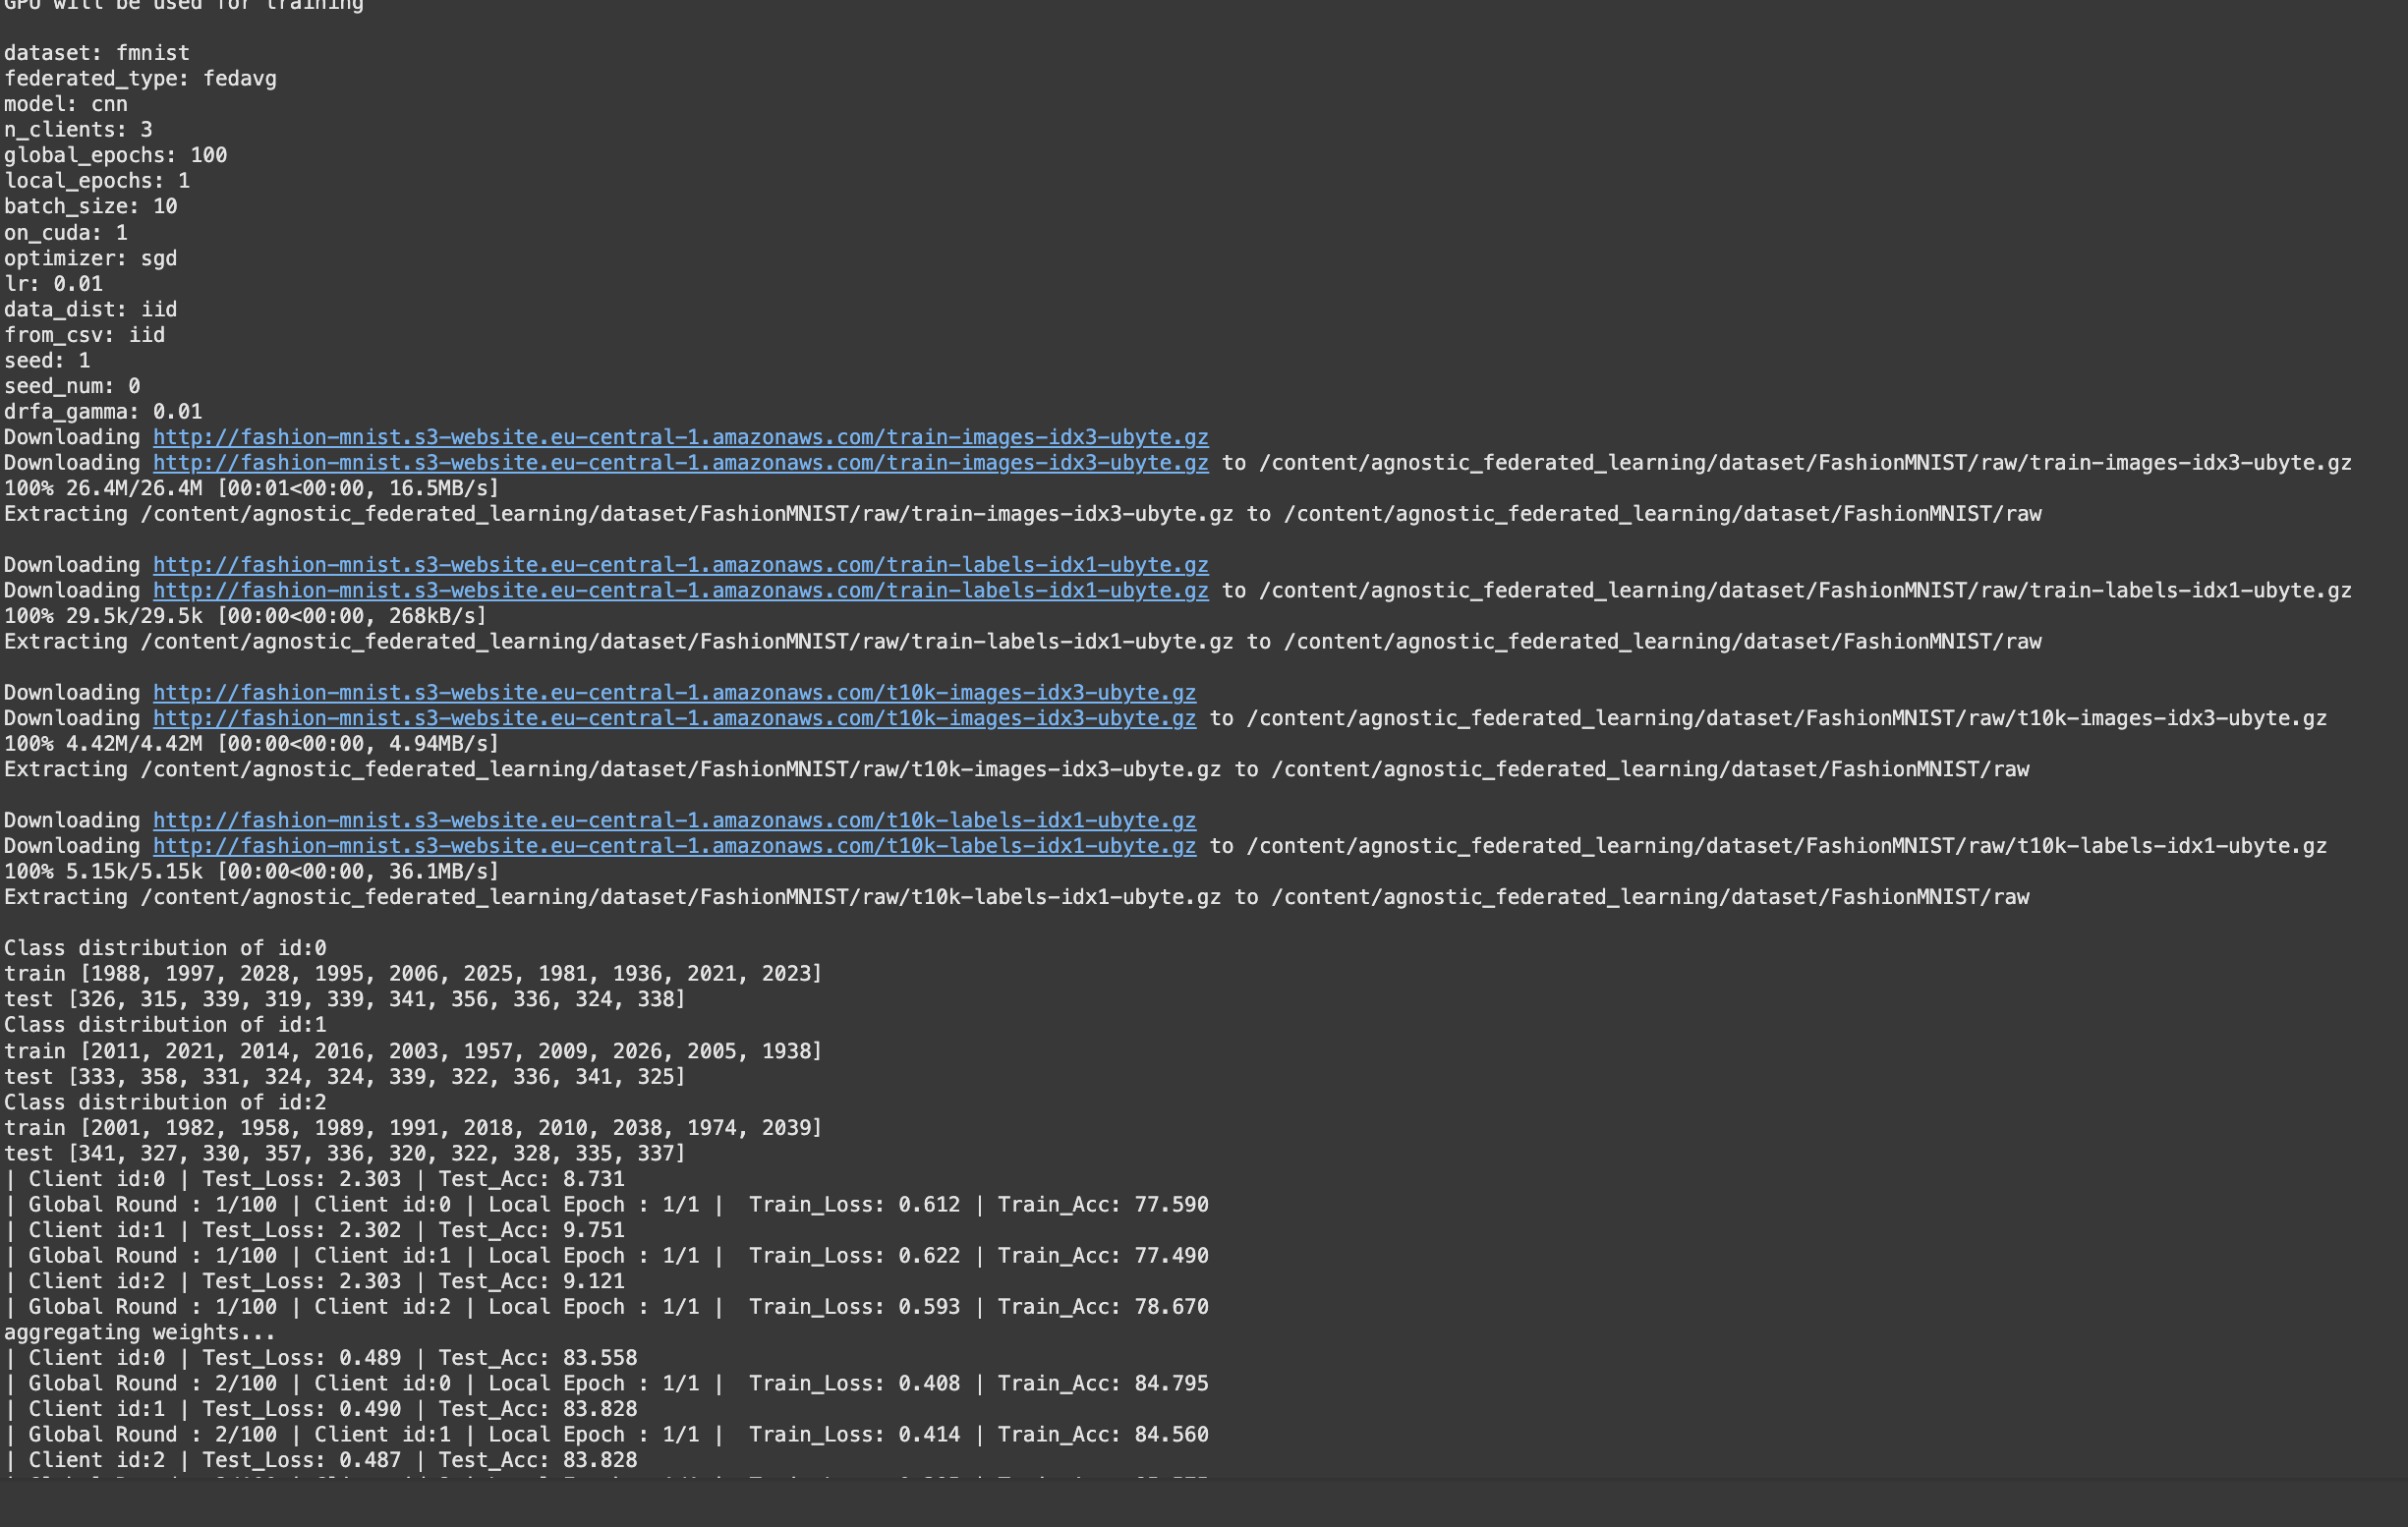 GPU will be used for training
dataset: fmnist
federated_type: fedavg
model: cnn
n_clients: 3
global_epochs: 100
local_epochs: 1
batch_size: 10
on_cuda: 1
optimizer: sgd
lr: 0.01
data_dist: iid
from_csv: iid
seed: 1
seed_num: 0
drfa_gamma: 0.01
Downloading http://fashion-mnist.s3-website.eu-central-1.amazonaws.com/train-images-idx3-ubyte.gz
Downloading http://fashion-mnist.s3-website.eu-central-1.amazonaws.com/train-images-idx3-ubyte.gz to /content/agnostic_federated_learning/dataset/FashionMNIST/raw/train-images-idx3-ubyte.gz
100% 26.4M/26.4M [00:01<00:00, 16.5MB/s]
Extracting /content/agnostic_federated_learning/dataset/FashionMNIST/raw/train-images-idx3-ubyte.gz to /content/agnostic_federated_learning/dataset/FashionMNIST/raw
Downloading http://fashion-mnist.s3-website.eu-central-1.amazonaws.com/train-labels-idx1-ubyte.gz
Downloading http://fashion-mnist.s3-website.eu-central-1.amazonaws.com/train-labels-idx1-ubyte.gz to /content/agnostic_federated_learning/dataset/FashionMNIST/raw/train-labels-idx1-ubyte.gz
100% 29.5k/29.5k [00:00<00:00, 268kB/s]
Extracting /content/agnostic_federated_learning/dataset/FashionMNIST/raw/train-labels-idx1-ubyte.gz to /content/agnostic_federated_learning/dataset/FashionMNIST/raw
Downloading http://fashion-mnist.s3-website.eu-central-1.amazonaws.com/t10k-images-idx3-ubyte.gz
Downloading http://fashion-mnist.s3-website.eu-central-1.amazonaws.com/t10k-images-idx3-ubyte.gz to /content/agnostic_federated_learning/dataset/FashionMNIST/raw/t10k-images-idx3-ubyte.gz
100% 4.42M/4.42M [00:00<00:00, 4.94MB/s]
Extracting /content/agnostic_federated_learning/dataset/FashionMNIST/raw/t10k-images-idx3-ubyte.gz to /content/agnostic_federated_learning/dataset/FashionMNIST/raw
Downloading http://fashion-mnist.s3-website.eu-central-1.amazonaws.com/t10k-labels-idx1-ubyte.gz
Downloading http://fashion-mnist.s3-website.eu-central-1.amazonaws.com/t10k-labels-idx1-ubyte.gz to /content/agnostic_federated_learning/dataset/FashionMNIST/raw/t10k-labels-idx1-ubyte.gz
100% 5.15k/5.15k [00:00<00:00, 36.1MB/s]
Extracting /content/agnostic_federated_learning/dataset/FashionMNIST/raw/t10k-labels-idx1-ubyte.gz to /content/agnostic_federated_learning/dataset/FashionMNIST/raw
Class distribution of id:0
train [1988, 1997, 2028, 1995, 2006, 2025, 1981, 1936, 2021, 2023]
test [326, 315, 339, 319, 339, 341, 356, 336, 324, 338]
Class distribution of id:1
train [2011, 2021, 2014, 2016, 2003, 1957, 2009, 2026, 2005, 1938]
test [333, 358, 331, 324, 324, 339, 322, 336, 341, 325]
Class distribution of id:2
train [2001, 1982, 1958, 1989, 1991, 2018, 2010, 2038, 1974, 2039]
test [341, 327, 330, 357, 336, 320, 322, 328, 335, 337]
| Client id:0 | Test_Loss: 2.303 | Test_Acc: 8.731
| Global Round : 1/100 | Client id:0 | Local Epoch : 1/1 |  Train_Loss: 0.612 | Train_Acc: 77.590
| Client id:1 | Test_Loss: 2.302 | Test_Acc: 9.751
| Global Round : 1/100 | Client id:1 | Local Epoch : 1/1 |  Train_Loss: 0.622 | Train_Acc: 77.490
| Client id:2 | Test_Loss: 2.303 | Test_Acc: 9.121
| Global Round : 1/100 | Client id:2 | Local Epoch : 1/1 |  Train_Loss: 0.593 | Train_Acc: 78.670
aggregating weights...
| Client id:0 | Test_Loss: 0.489 | Test_Acc: 83.558
| Global Round : 2/100 | Client id:0 | Local Epoch : 1/1 |  Train_Loss: 0.408 | Train_Acc: 84.795
| Client id:1 | Test_Loss: 0.490 | Test_Acc: 83.828
| Global Round : 2/100 | Client id:1 | Local Epoch : 1/1 |  Train_Loss: 0.414 | Train_Acc: 84.560
| Client id:2 | Test_Loss: 0.487 | Test_Acc: 83.828